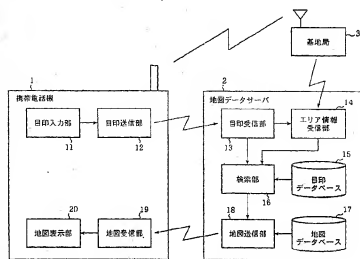 基地局
3
1
携帯電話機
2
地図データサーバ
14
目印入力部
11
目印送信部
12
目印受信部
13
エリア情報
受信部
15
検索部
16
目印
データベース
20
地図表示部
19
地図受信部
18
地図送信部
17
地図
データベース